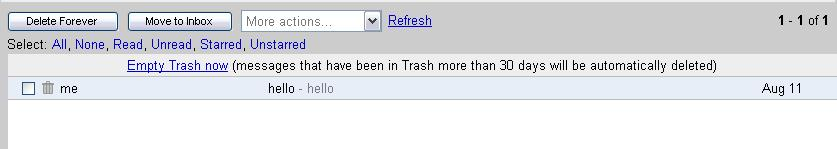 Delete Forever Move to Inbox More actions... Refresh 1 - 1 of 1
Select: All, None, Read, Unread, Starred, Unstarred
Empty Trash now (messages that have been in Trash more than 30 days will be automatically deleted)
me hello - hello Aug 11